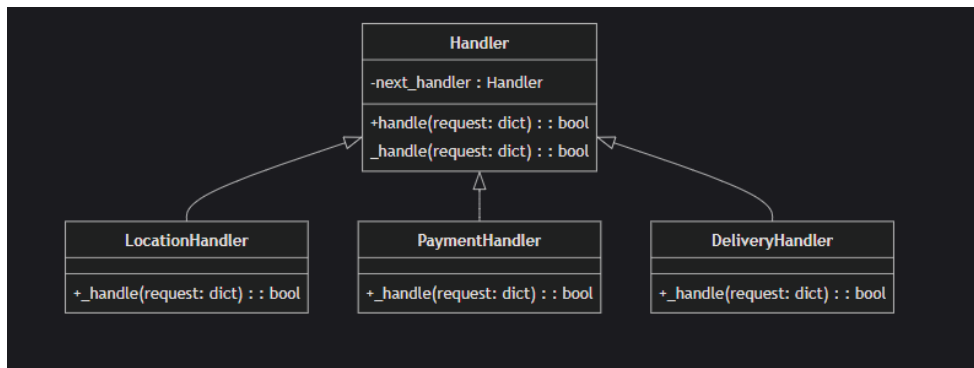 Handler
-next_handler : Handler
+handle(request: dict) : : bool
_handle(request: dict) : : bool
LocationHandler
+_handle(request: dict) : : bool
PaymentHandler
+_handle(request: dict) : : bool
DeliveryHandler
+_handle(request: dict) : : bool